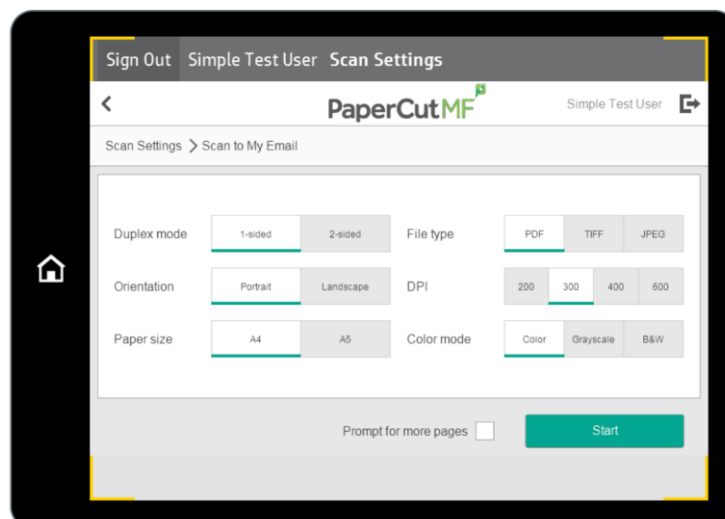 Sign Out Simple Test User Scan Settings
PaperCutMF Simple Test User
Scan Settings > Scan to My Email
Duplex mode 1-sided 2-sided File type PDF TIFF JPEG
Orientation Portrait Landscape DPI 200 300 400 600
Paper size A4 A5 Color mode Color Grayscale B&W
Prompt for more pages Start